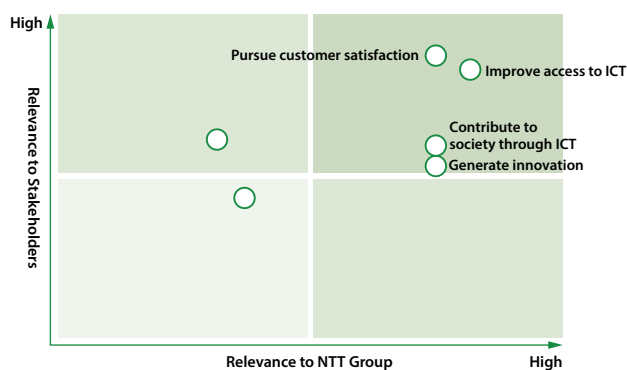 High
Pursue customer satisfaction
Improve access to ICT
Contribute to
society through ICT
Generate innovation
Relevance to Stakeholders
Relevance to NTT Group
High